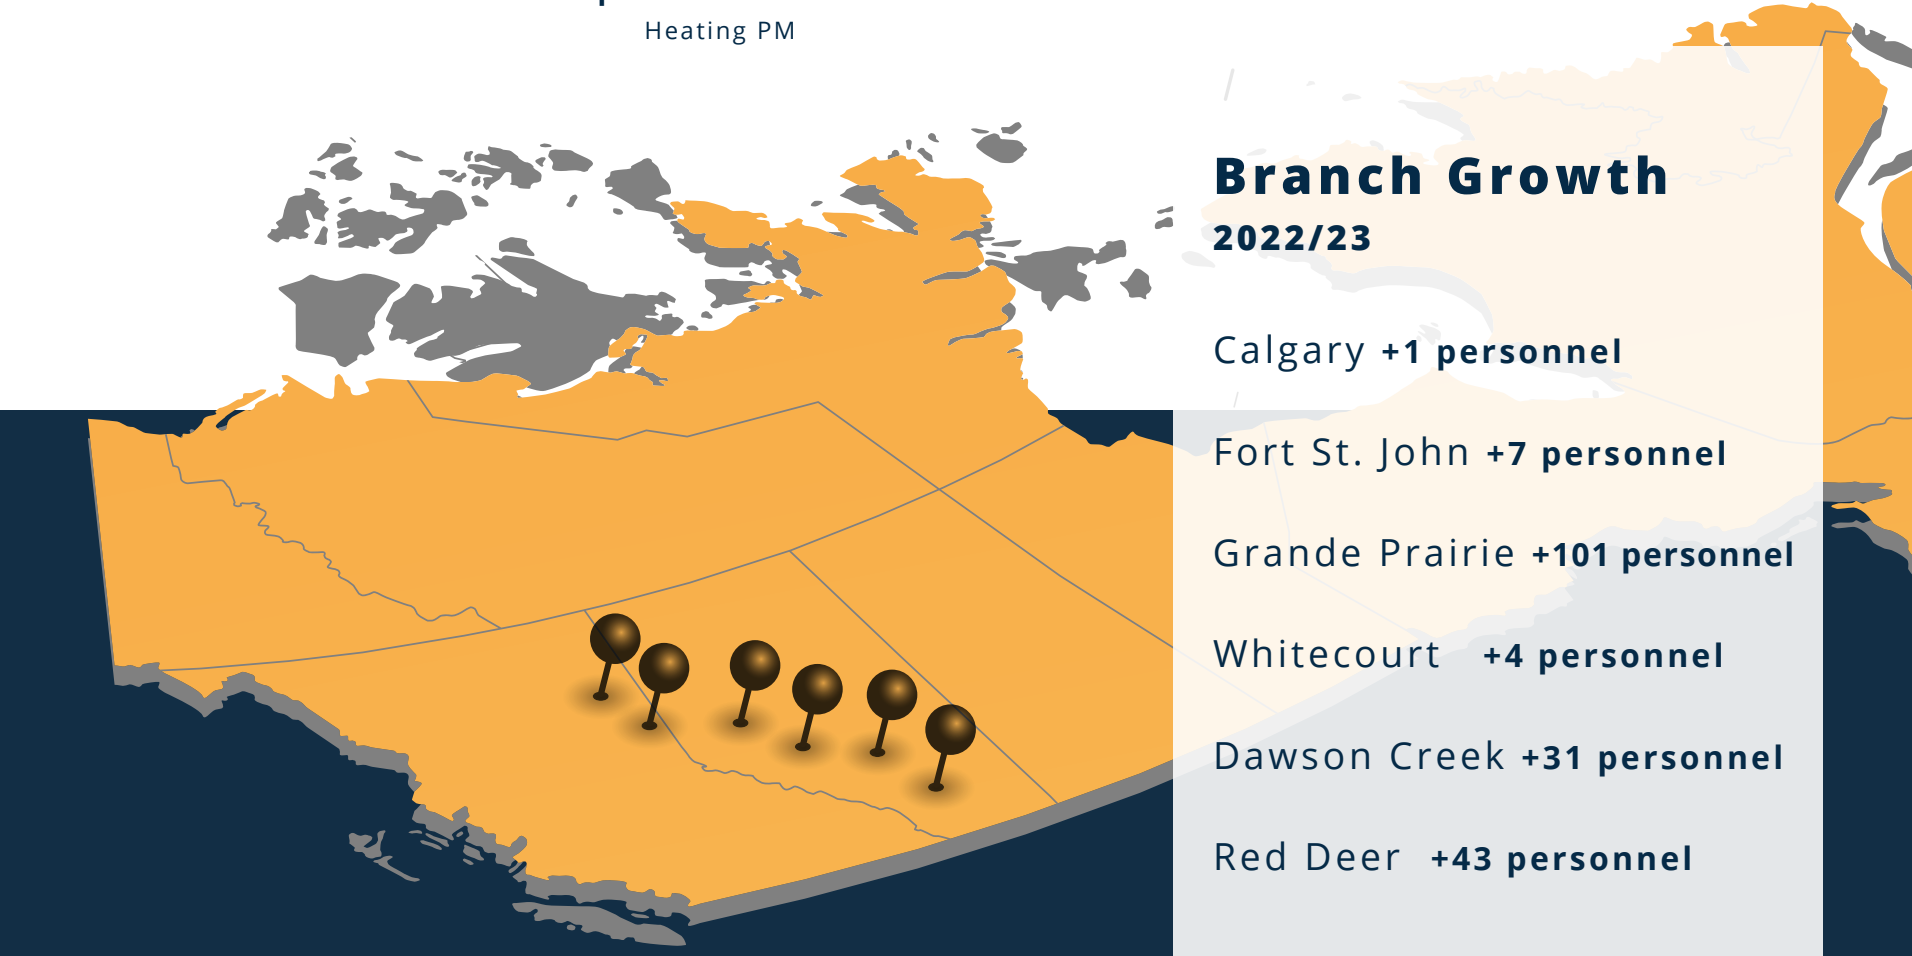 Heating PM
Branch Growth
2022/23
Calgary +1 personnel
Fort St. John +7 personnel
Grande Prairie +101 personnel
Whitecourt +4 personnel
Dawson Creek +31 personnel
Red Deer +43 personnel